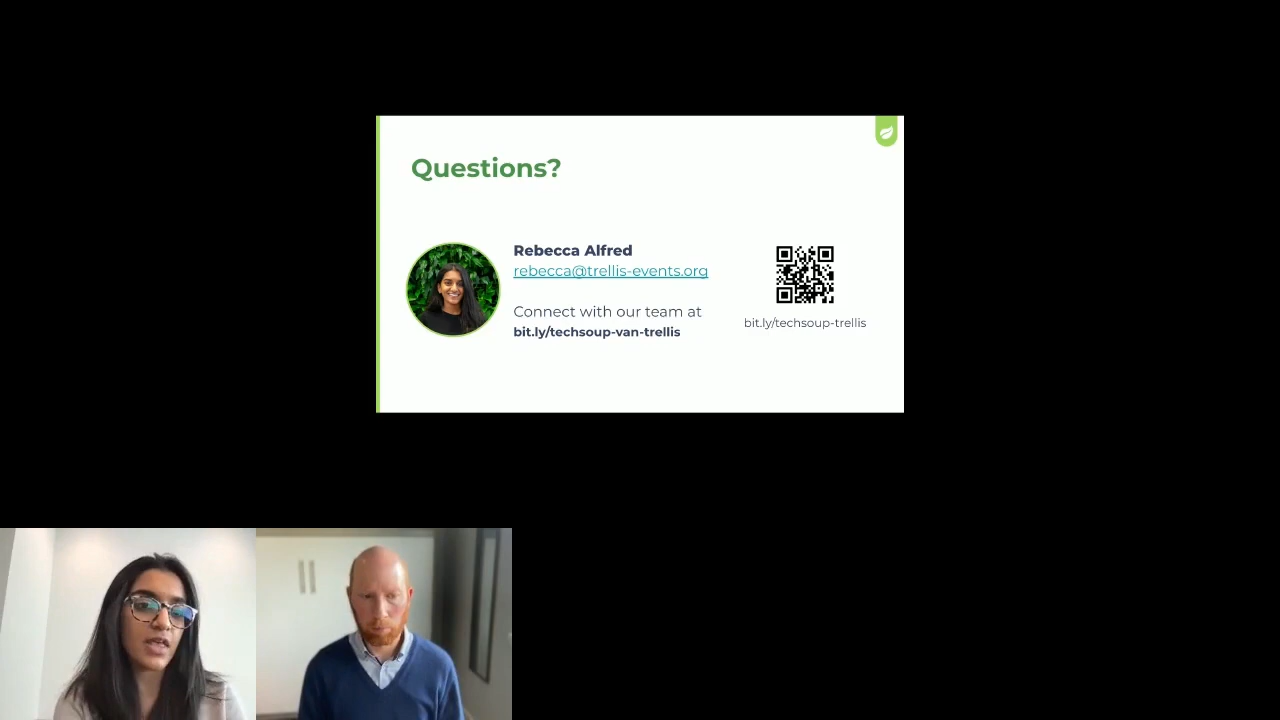 Questions?
Rebecca Alfred
rebecca@trellis-events.org
Connect with our team at
bit.ly/techsoup-van-trellis
bit.ly/techsoup-trellis